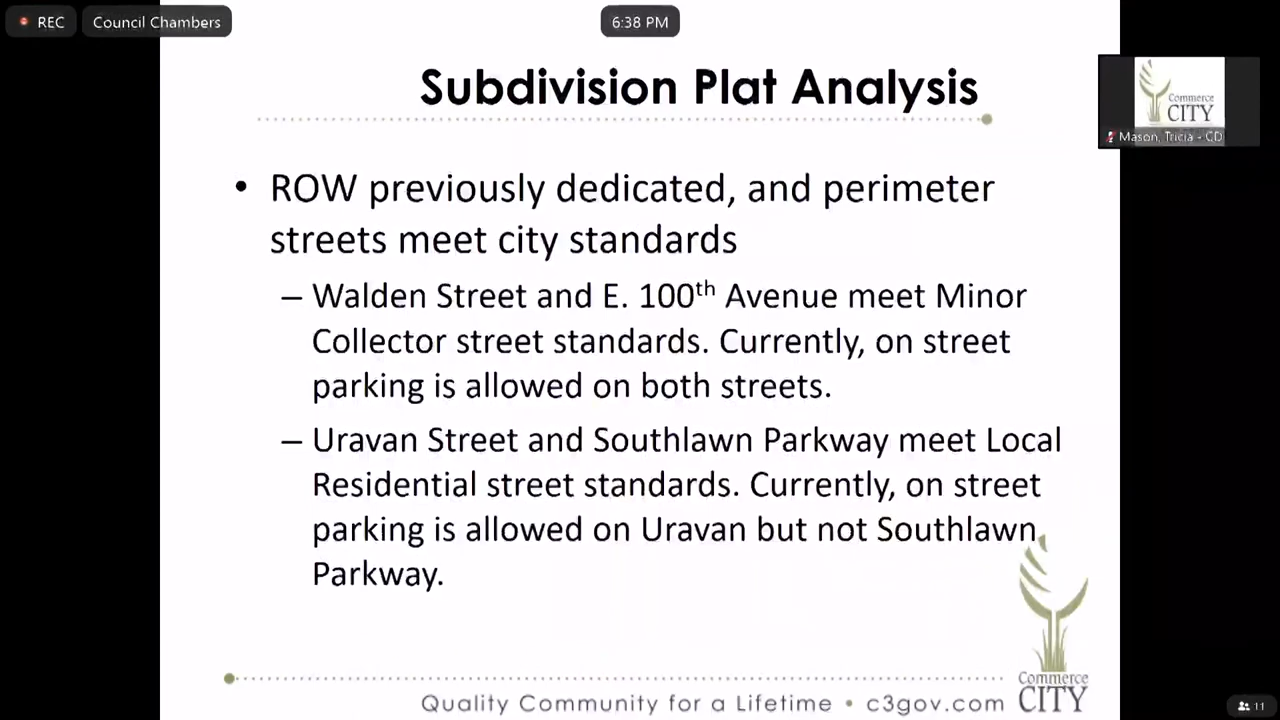 REC
Council Chambers
6:38 PM
Subdivision Plat Analysis
Commerce
CITY
Mason, Tricia - CD
• ROW previously dedicated, and perimeter
streets meet city standards
– Walden Street and E. 100th Avenue meet Minor
Collector street standards. Currently, on street
parking is allowed on both streets.
– Uravan Street and Southlawn Parkway meet Local
Residential street standards. Currently, on street
parking is allowed on Uravan but not Southlawn
Parkway.
Commerce
CITY
Quality Community for a Lifetime • c3gov.com
11